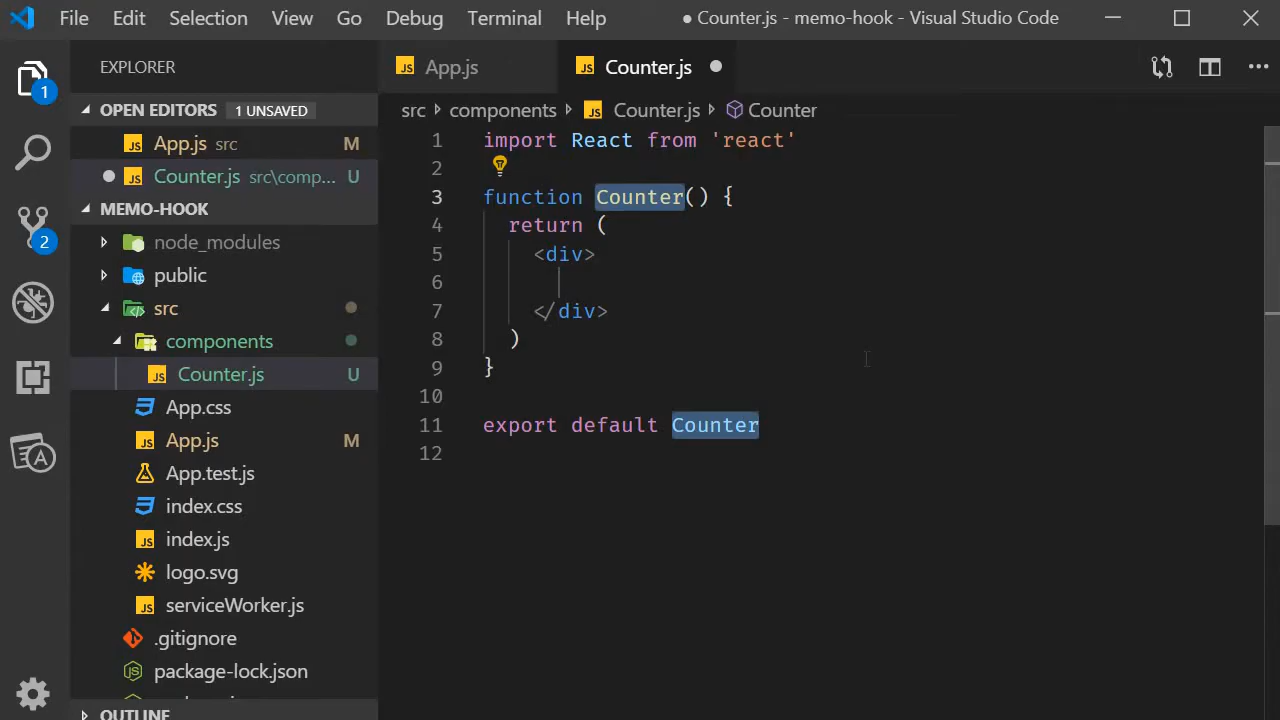 File Edit Selection View Go Debug Terminal Help ● Counter.js - memo-hook - Visual Studio Code
EXPLORER
OPEN EDITORS 1 UNSAVED
App.js src M
Counter.js src\comp... U
MEMO-HOOK
node_modules
public
src
components
Counter.js U
App.css
App.js M
App.test.js
index.css
index.js
logo.svg
serviceWorker.js
.gitignore
package-lock.json
OUTLINE
1
2
App.js Counter.js
src > components > Counter.js > Counter
1 import React from 'react'
2
3 function Counter() {
4 return (
5 <div>
6
7 </div>
8 )
9 }
10
11 export default Counter
12